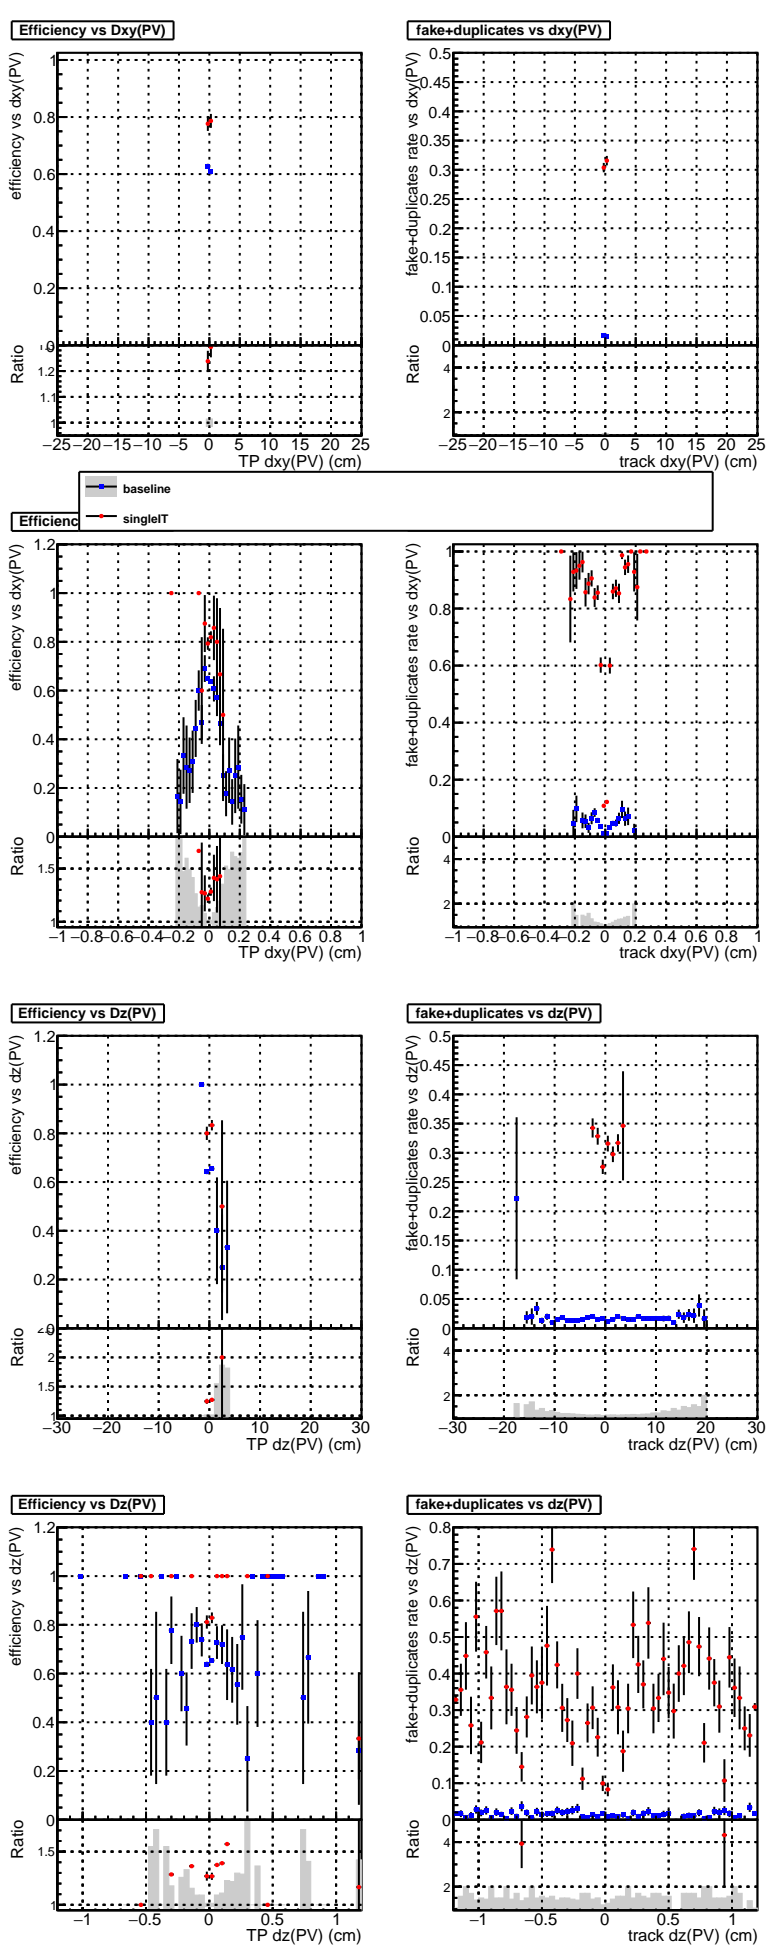 Efficiency vs Dxy(PV)
fake+duplicates vs dxy(PV)
efficiency vs dxy(PV)
1
0.8
0.6
0.4
0.2
0
fake+duplicates rate vs dxy(PV)
0.5
0.45
0.4
0.35
0.3
0.25
0.2
0.15
0.1
0.05
0
Ratio
1.2
1.1
1
Ratio
4
2
−25 −20 −15 −10 −5 0 5 10 15 20 25
TP dxy(PV) (cm)
−25 −20 −15 −10 −5 0 5 10 15 20 25
track dxy(PV) (cm)
baseline
singleIT
Efficienc
efficiency vs dxy(PV)
1.2
1
0.8
0.6
0.4
0.2
0
fake+duplicates rate vs dxy(PV)
1
0.8
0.6
0.4
0.2
0
Ratio
1.5
1
Ratio
4
2
−1 −0.8 −0.6 −0.4 −0.2 0 0.2 0.4 0.6 0.8 1
TP dxy(PV) (cm)
−1 −0.8 −0.6 −0.4 −0.2 0 0.2 0.4 0.6 0.8 1
track dxy(PV) (cm)
Efficiency vs Dz(PV)
fake+duplicates vs dz(PV)
efficiency vs dz(PV)
1.2
1
0.8
0.6
0.4
0.2
0
fake+duplicates rate vs dz(PV)
0.5
0.45
0.4
0.35
0.3
0.25
0.2
0.15
0.1
0.05
0
Ratio
2
1.5
1
Ratio
4
2
−30 −20 −10 0 10 20 30
TP dz(PV) (cm)
−30 −20 −10 0 10 20 30
track dz(PV) (cm)
Efficiency vs Dz(PV)
fake+duplicates vs dz(PV)
efficiency vs dz(PV)
1.2
1
0.8
0.6
0.4
0.2
0
fake+duplicates rate vs dz(PV)
0.8
0.7
0.6
0.5
0.4
0.3
0.2
0.1
0
Ratio
1.5
1
Ratio
4
2
−1 −0.5 0 0.5 1
TP dz(PV) (cm)
−1 −0.5 0 0.5 1
track dz(PV) (cm)